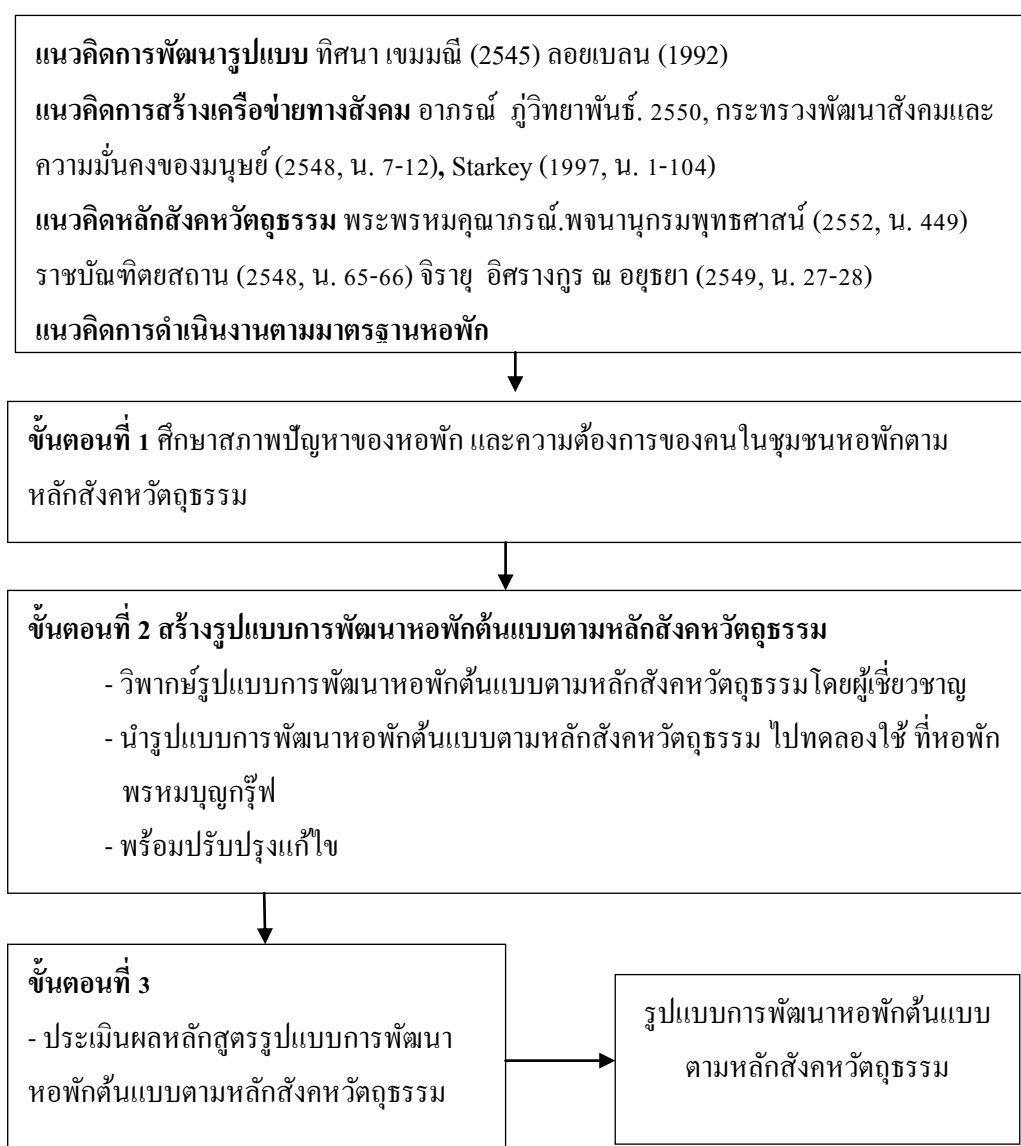 แนวคิดการพัฒนารูปแบบ ทิศนา เขมมณี (2545) ลอยเบลน (1992)
แนวคิดการสร้างเครือข่ายทางสังคม อาภรณ์ ภู่วิทยาพันธ์. 2550, กระทรวงพัฒนาสังคมและ
ความมั่นคงของมนุษย์ (2548, น. 7-12), Starkey (1997, น. 1-104)
แนวคิดหลักสังคหวัตถุธรรม พระพรหมคุณาภรณ์.พจนานุกรมพุทธศาสน์ (2552, น. 449)
ราชบัณฑิตยสถาน (2548, น. 65-66) จิรายุ อิศรางกูร ณ อยุธยา (2549, น. 27-28)
แนวคิดการดำเนินงานตามมาตรฐานหอพัก
ขั้นตอนที่ 1 ศึกษาสภาพปัญหาของหอพัก และความต้องการของคนในชุมชนหอพักตาม
หลักสังคหวัตถุธรรม
ขั้นตอนที่ 2 สร้างรูปแบบการพัฒนาหอพักต้นแบบตามหลักสังคหวัตถุธรรม
- วิพากษ์รูปแบบการพัฒนาหอพักต้นแบบตามหลักสังคหวัตถุธรรมโดยผู้เชี่ยวชาญ
- นำรูปแบบการพัฒนาหอพักต้นแบบตามหลักสังคหวัตถุธรรม ไปทดลองใช้ ที่หอพัก
พรหมบุญกรุ๊ฟ
- พร้อมปรับปรุงแก้ไข
ขั้นตอนที่ 3
- ประเมินผลหลักสูตรรูปแบบการพัฒนา
หอพักต้นแบบตามหลักสังคหวัตถุธรรม
รูปแบบการพัฒนาหอพักต้นแบบ
ตามหลักสังคหวัตถุธรรม